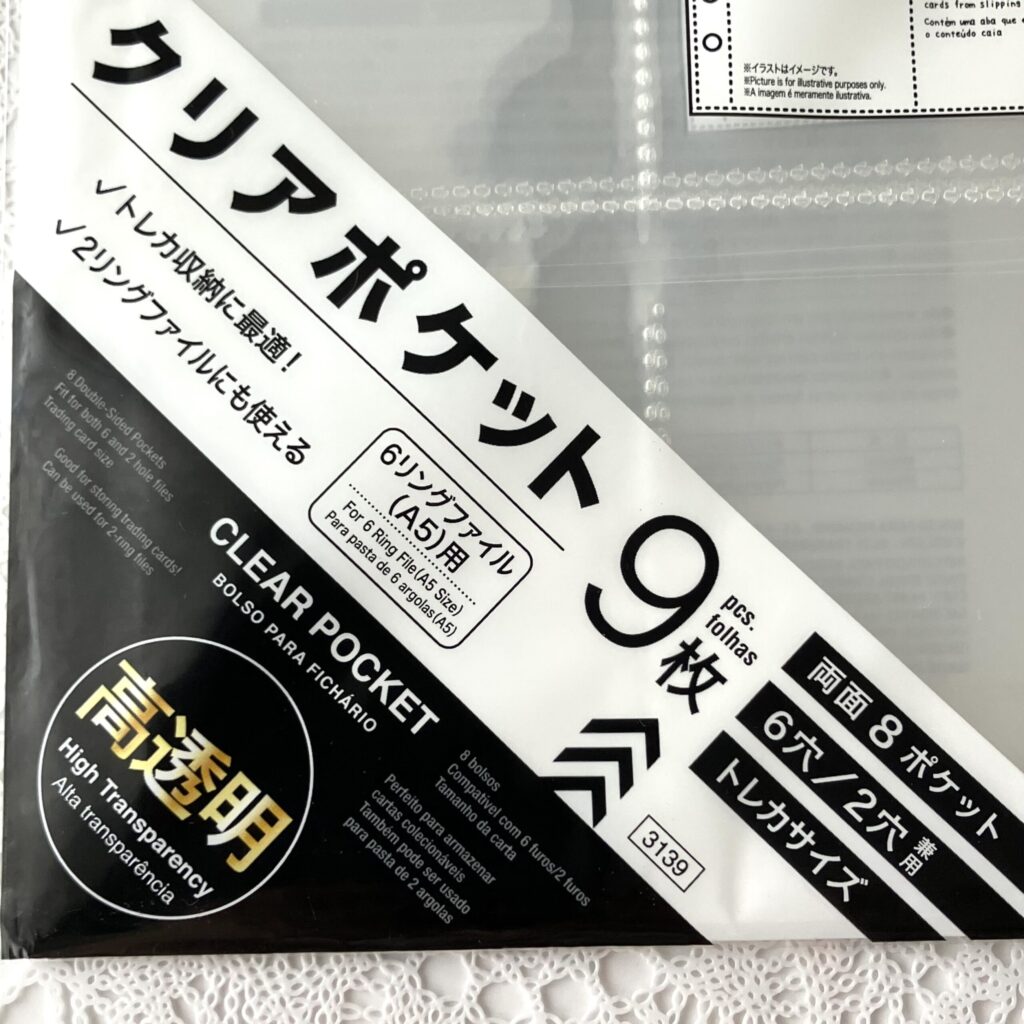 cards from slipping
Contém uma aba que
o conteúdo caia
※イラストはイメージです。
※Picture is for illustrative purposes only.
※A imagem é meramente ilustrativa.
クリアポケット
✓トレカ収納に最適！
✓2リングファイルにも使える
6リングファイル
(A5)用
For 6 Ring File(A5 Size)
Para pasta de 6 argolas(A5)
9枚
pcs.
folhas
8 Double-Sided Pockets
Fit for both 6 and 2 hole files
Trading card size
Good for storing trading cards!
Can be used for 2-ring files
CLEAR POCKET
BOLSO PARA FICHÁRIO
高透明
High Transparency
Alta transparência
8 bolsos
Compatível com 6 furos/2 furos
Tamanho da carta
Perfeito para armazenar
cartas colecionáveis
Também pode ser usado
para pasta de 2 argolas
両面8ポケット
6穴/2穴兼用
トレカサイズ
3139